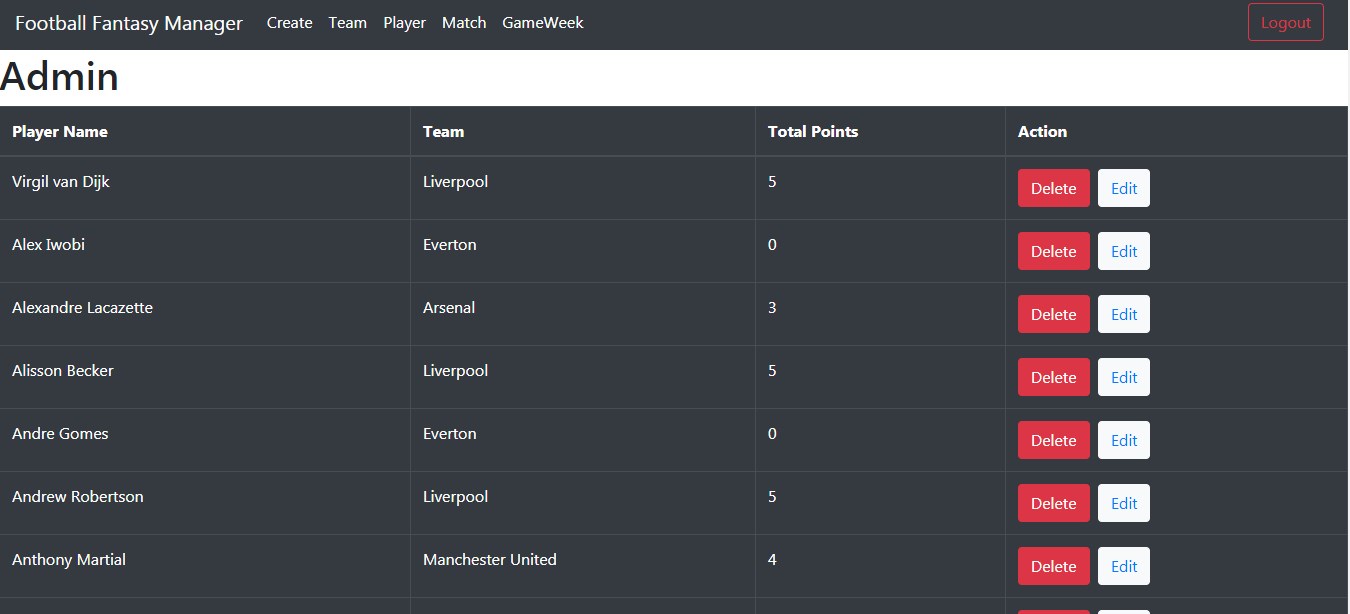 Football Fantasy Manager Create Team Player Match GameWeek Logout
Admin
Player Name Team Total Points Action
Virgil van Dijk Liverpool 5 Delete Edit
Alex Iwobi Everton 0 Delete Edit
Alexandre Lacazette Arsenal 3 Delete Edit
Alisson Becker Liverpool 5 Delete Edit
Andre Gomes Everton 0 Delete Edit
Andrew Robertson Liverpool 5 Delete Edit
Anthony Martial Manchester United 4 Delete Edit